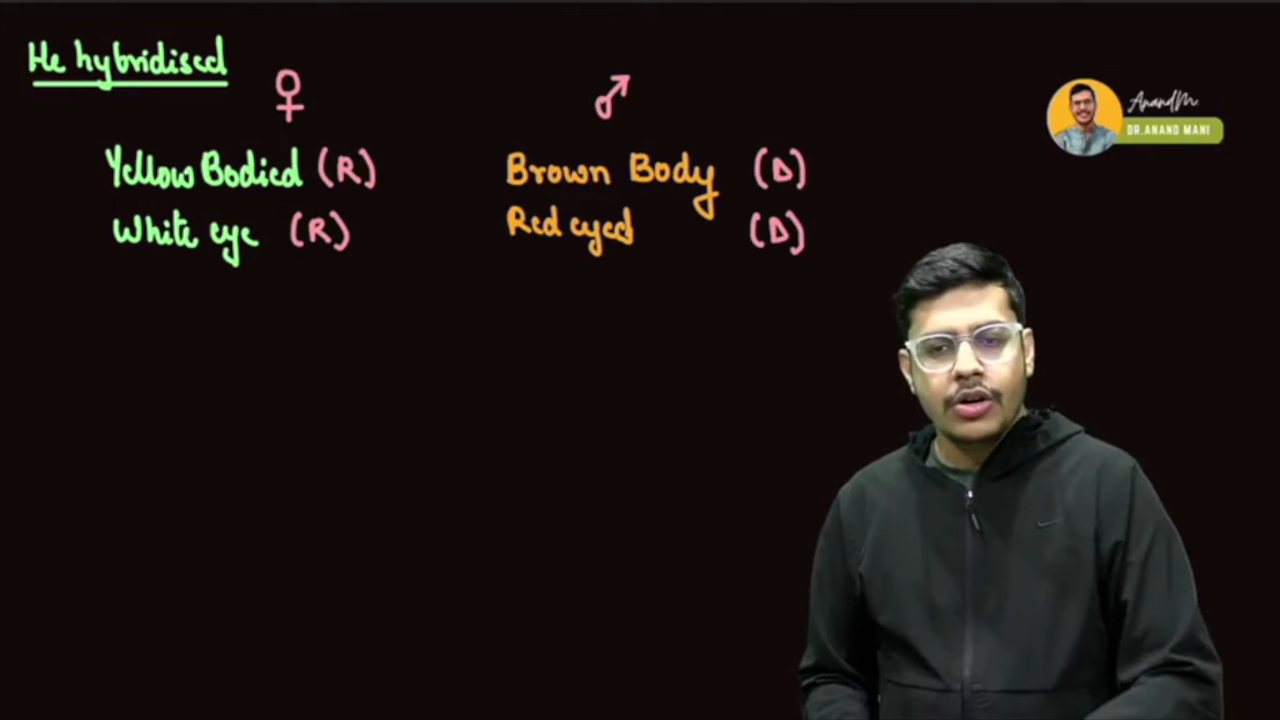 He hybridised
♀ ♂
Yellow Bodied (R) Brown Body (D)
White eye (R) Red eyed (D)
AnandM
DR.ANAND MANI